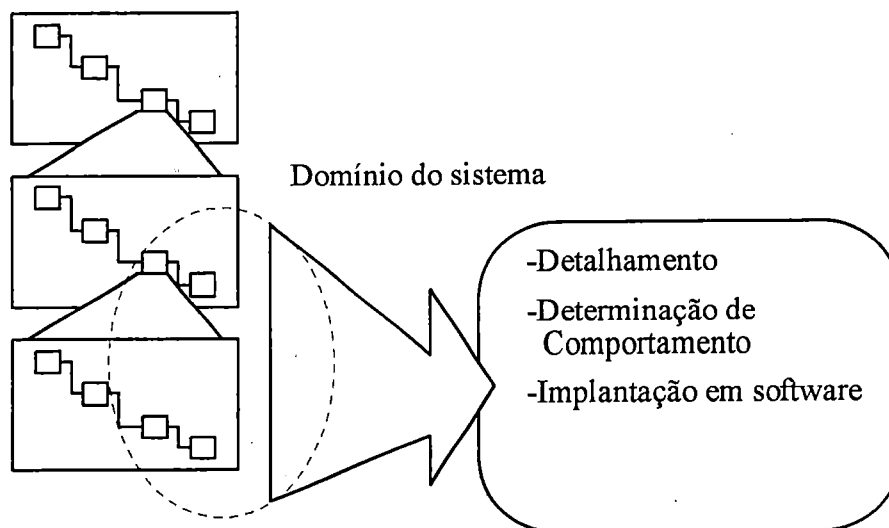 Domínio do sistema
-Detalhamento
-Determinação de
Comportamento
-Implantação em software